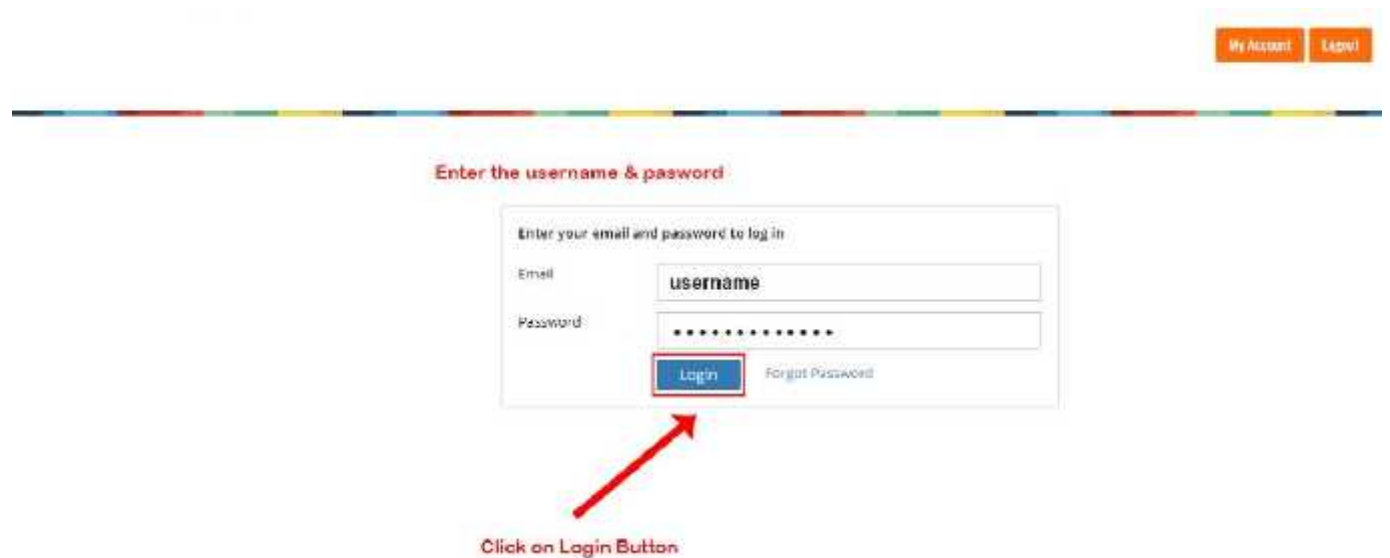 My Account Logout
Enter the username & pasword
Enter your email and password to log in
Email username
Password •••••••••••••
Login Forgot Password
Click on Login Button